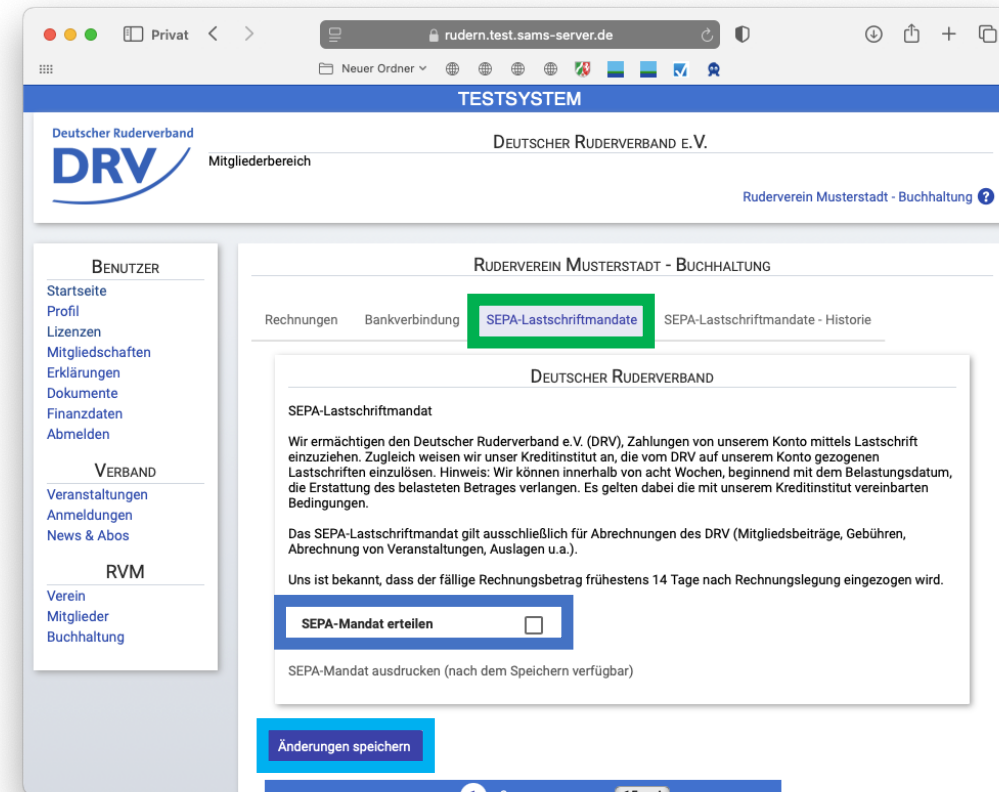 Privat
rudern.test.sams-server.de
Neuer Ordner
TESTSYSTEM
Deutscher Ruderverband
DRV
Mitgliederbereich
Deutscher Ruderverband e.V.
Ruderverein Musterstadt - Buchhaltung ?
Benutzer
Startseite
Profil
Lizenzen
Mitgliedschaften
Erklärungen
Dokumente
Finanzdaten
Abmelden
Verband
Veranstaltungen
Anmeldungen
News & Abos
RVM
Verein
Mitglieder
Buchhaltung
Ruderverein Musterstadt - Buchhaltung
Rechnungen Bankverbindung SEPA-Lastschriftmandate SEPA-Lastschriftmandate - Historie
Deutscher Ruderverband
SEPA-Lastschriftmandat
Wir ermächtigen den Deutscher Ruderverband e.V. (DRV), Zahlungen von unserem Konto mittels Lastschrift
einzuziehen. Zugleich weisen wir unser Kreditinstitut an, die vom DRV auf unserem Konto gezogenen
Lastschriften einzulösen. Hinweis: Wir können innerhalb von acht Wochen, beginnend mit dem Belastungsdatum,
die Erstattung des belasteten Betrages verlangen. Es gelten dabei die mit unserem Kreditinstitut vereinbarten
Bedingungen.
Das SEPA-Lastschriftmandat gilt ausschließlich für Abrechnungen des DRV (Mitgliedsbeiträge, Gebühren,
Abrechnung von Veranstaltungen, Auslagen u.a.).
Uns ist bekannt, dass der fällige Rechnungsbetrag frühestens 14 Tage nach Rechnungslegung eingezogen wird.
SEPA-Mandat erteilen
SEPA-Mandat ausdrucken (nach dem Speichern verfügbar)
Änderungen speichern